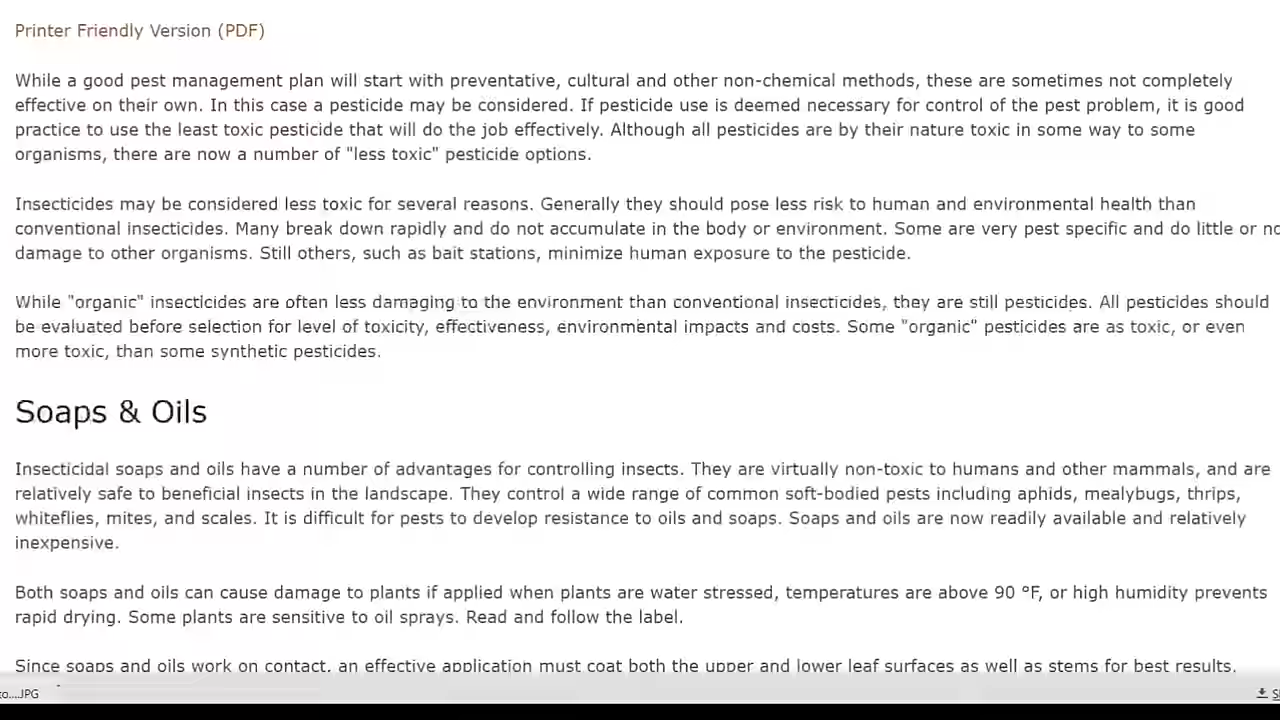 Printer Friendly Version (PDF)
While a good pest management plan will start with preventative, cultural and other non-chemical methods, these are sometimes not completely
effective on their own. In this case a pesticide may be considered. If pesticide use is deemed necessary for control of the pest problem, it is good
practice to use the least toxic pesticide that will do the job effectively. Although all pesticides are by their nature toxic in some way to some
organisms, there are now a number of "less toxic" pesticide options.
Insecticides may be considered less toxic for several reasons. Generally they should pose less risk to human and environmental health than
conventional insecticides. Many break down rapidly and do not accumulate in the body or environment. Some are very pest specific and do little or no
damage to other organisms. Still others, such as bait stations, minimize human exposure to the pesticide.
While "organic" insecticides are often less damaging to the environment than conventional insecticides, they are still pesticides. All pesticides should
be evaluated before selection for level of toxicity, effectiveness, environmental impacts and costs. Some "organic" pesticides are as toxic, or even
more toxic, than some synthetic pesticides.
Soaps & Oils
Insecticidal soaps and oils have a number of advantages for controlling insects. They are virtually non-toxic to humans and other mammals, and are
relatively safe to beneficial insects in the landscape. They control a wide range of common soft-bodied pests including aphids, mealybugs, thrips,
whiteflies, mites, and scales. It is difficult for pests to develop resistance to oils and soaps. Soaps and oils are now readily available and relatively
inexpensive.
Both soaps and oils can cause damage to plants if applied when plants are water stressed, temperatures are above 90 °F, or high humidity prevents
rapid drying. Some plants are sensitive to oil sprays. Read and follow the label.
Since soaps and oils work on contact, an effective application must coat both the upper and lower leaf surfaces as well as stems for best results.
to....JPG